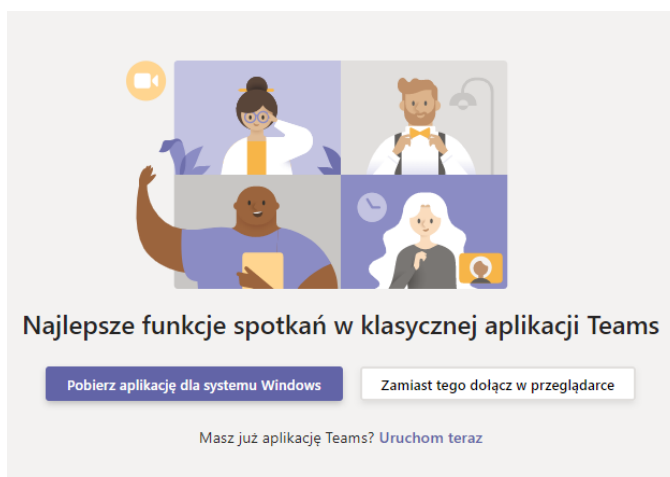 Najlepsze funkcje spotkań w klasycznej aplikacji Teams
Pobierz aplikację dla systemu Windows
Zamiast tego dołącz w przeglądarce
Masz już aplikację Teams? Uruchom teraz